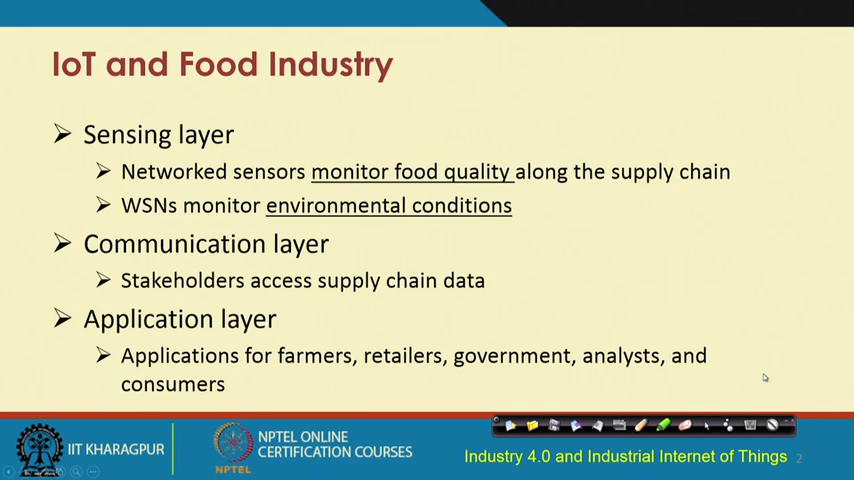 IoT and Food Industry
Sensing layer
Networked sensors monitor food quality along the supply chain
WSNs monitor environmental conditions
Communication layer
Stakeholders access supply chain data
Application layer
Applications for farmers, retailers, government, analysts, and
consumers
IIT KHARAGPUR
NPTEL
NPTEL ONLINE
CERTIFICATION COURSES
Industry 4.0 and Industrial Internet of Things
2